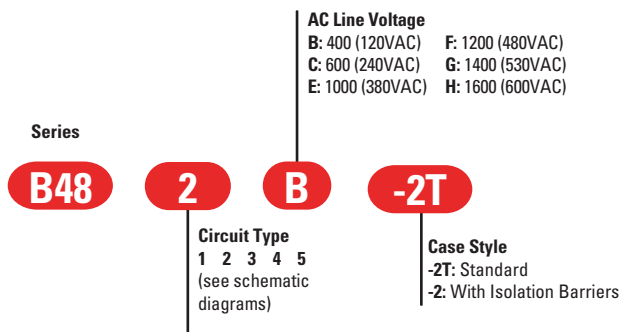 AC Line Voltage
B: 400 (120VAC) F: 1200 (480VAC)
C: 600 (240VAC) G: 1400 (530VAC)
E: 1000 (380VAC) H: 1600 (600VAC)
Series
B48 2 B -2T
Circuit Type
1 2 3 4 5
(see schematic
diagrams)
Case Style
-2T: Standard
-2: With Isolation Barriers